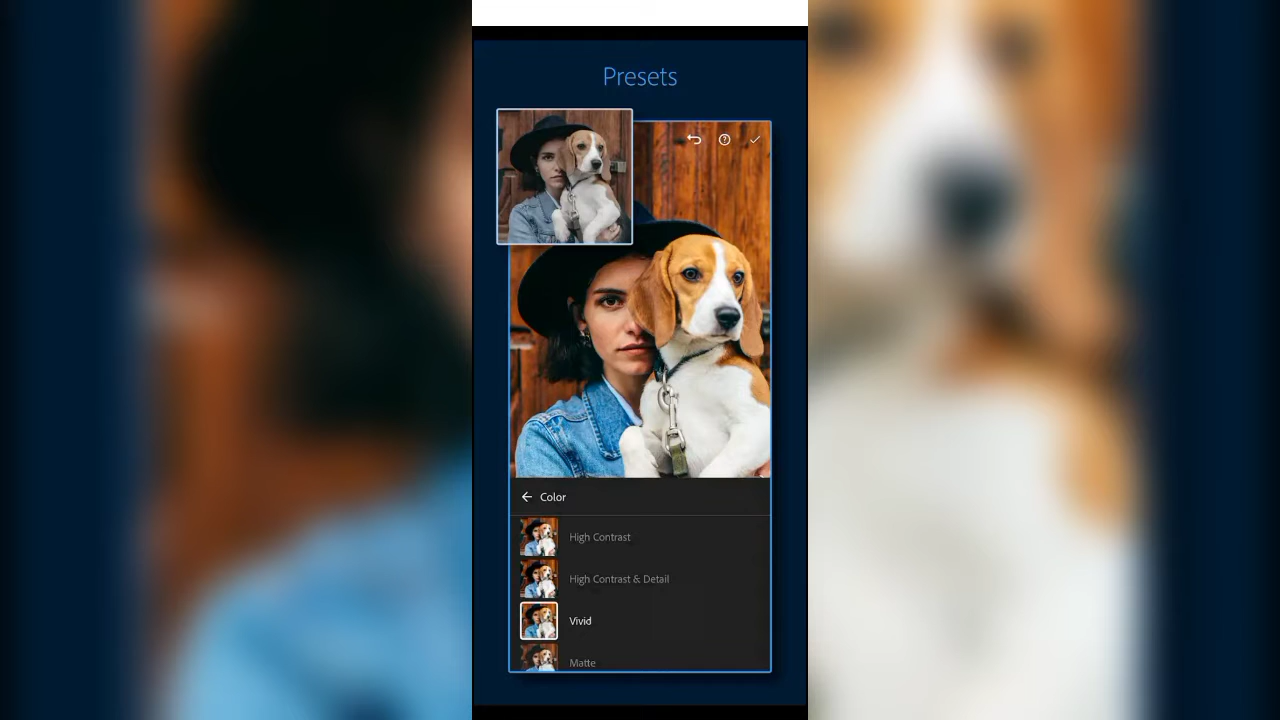 Presets
Color
High Contrast
High Contrast & Detail
Vivid
Matte